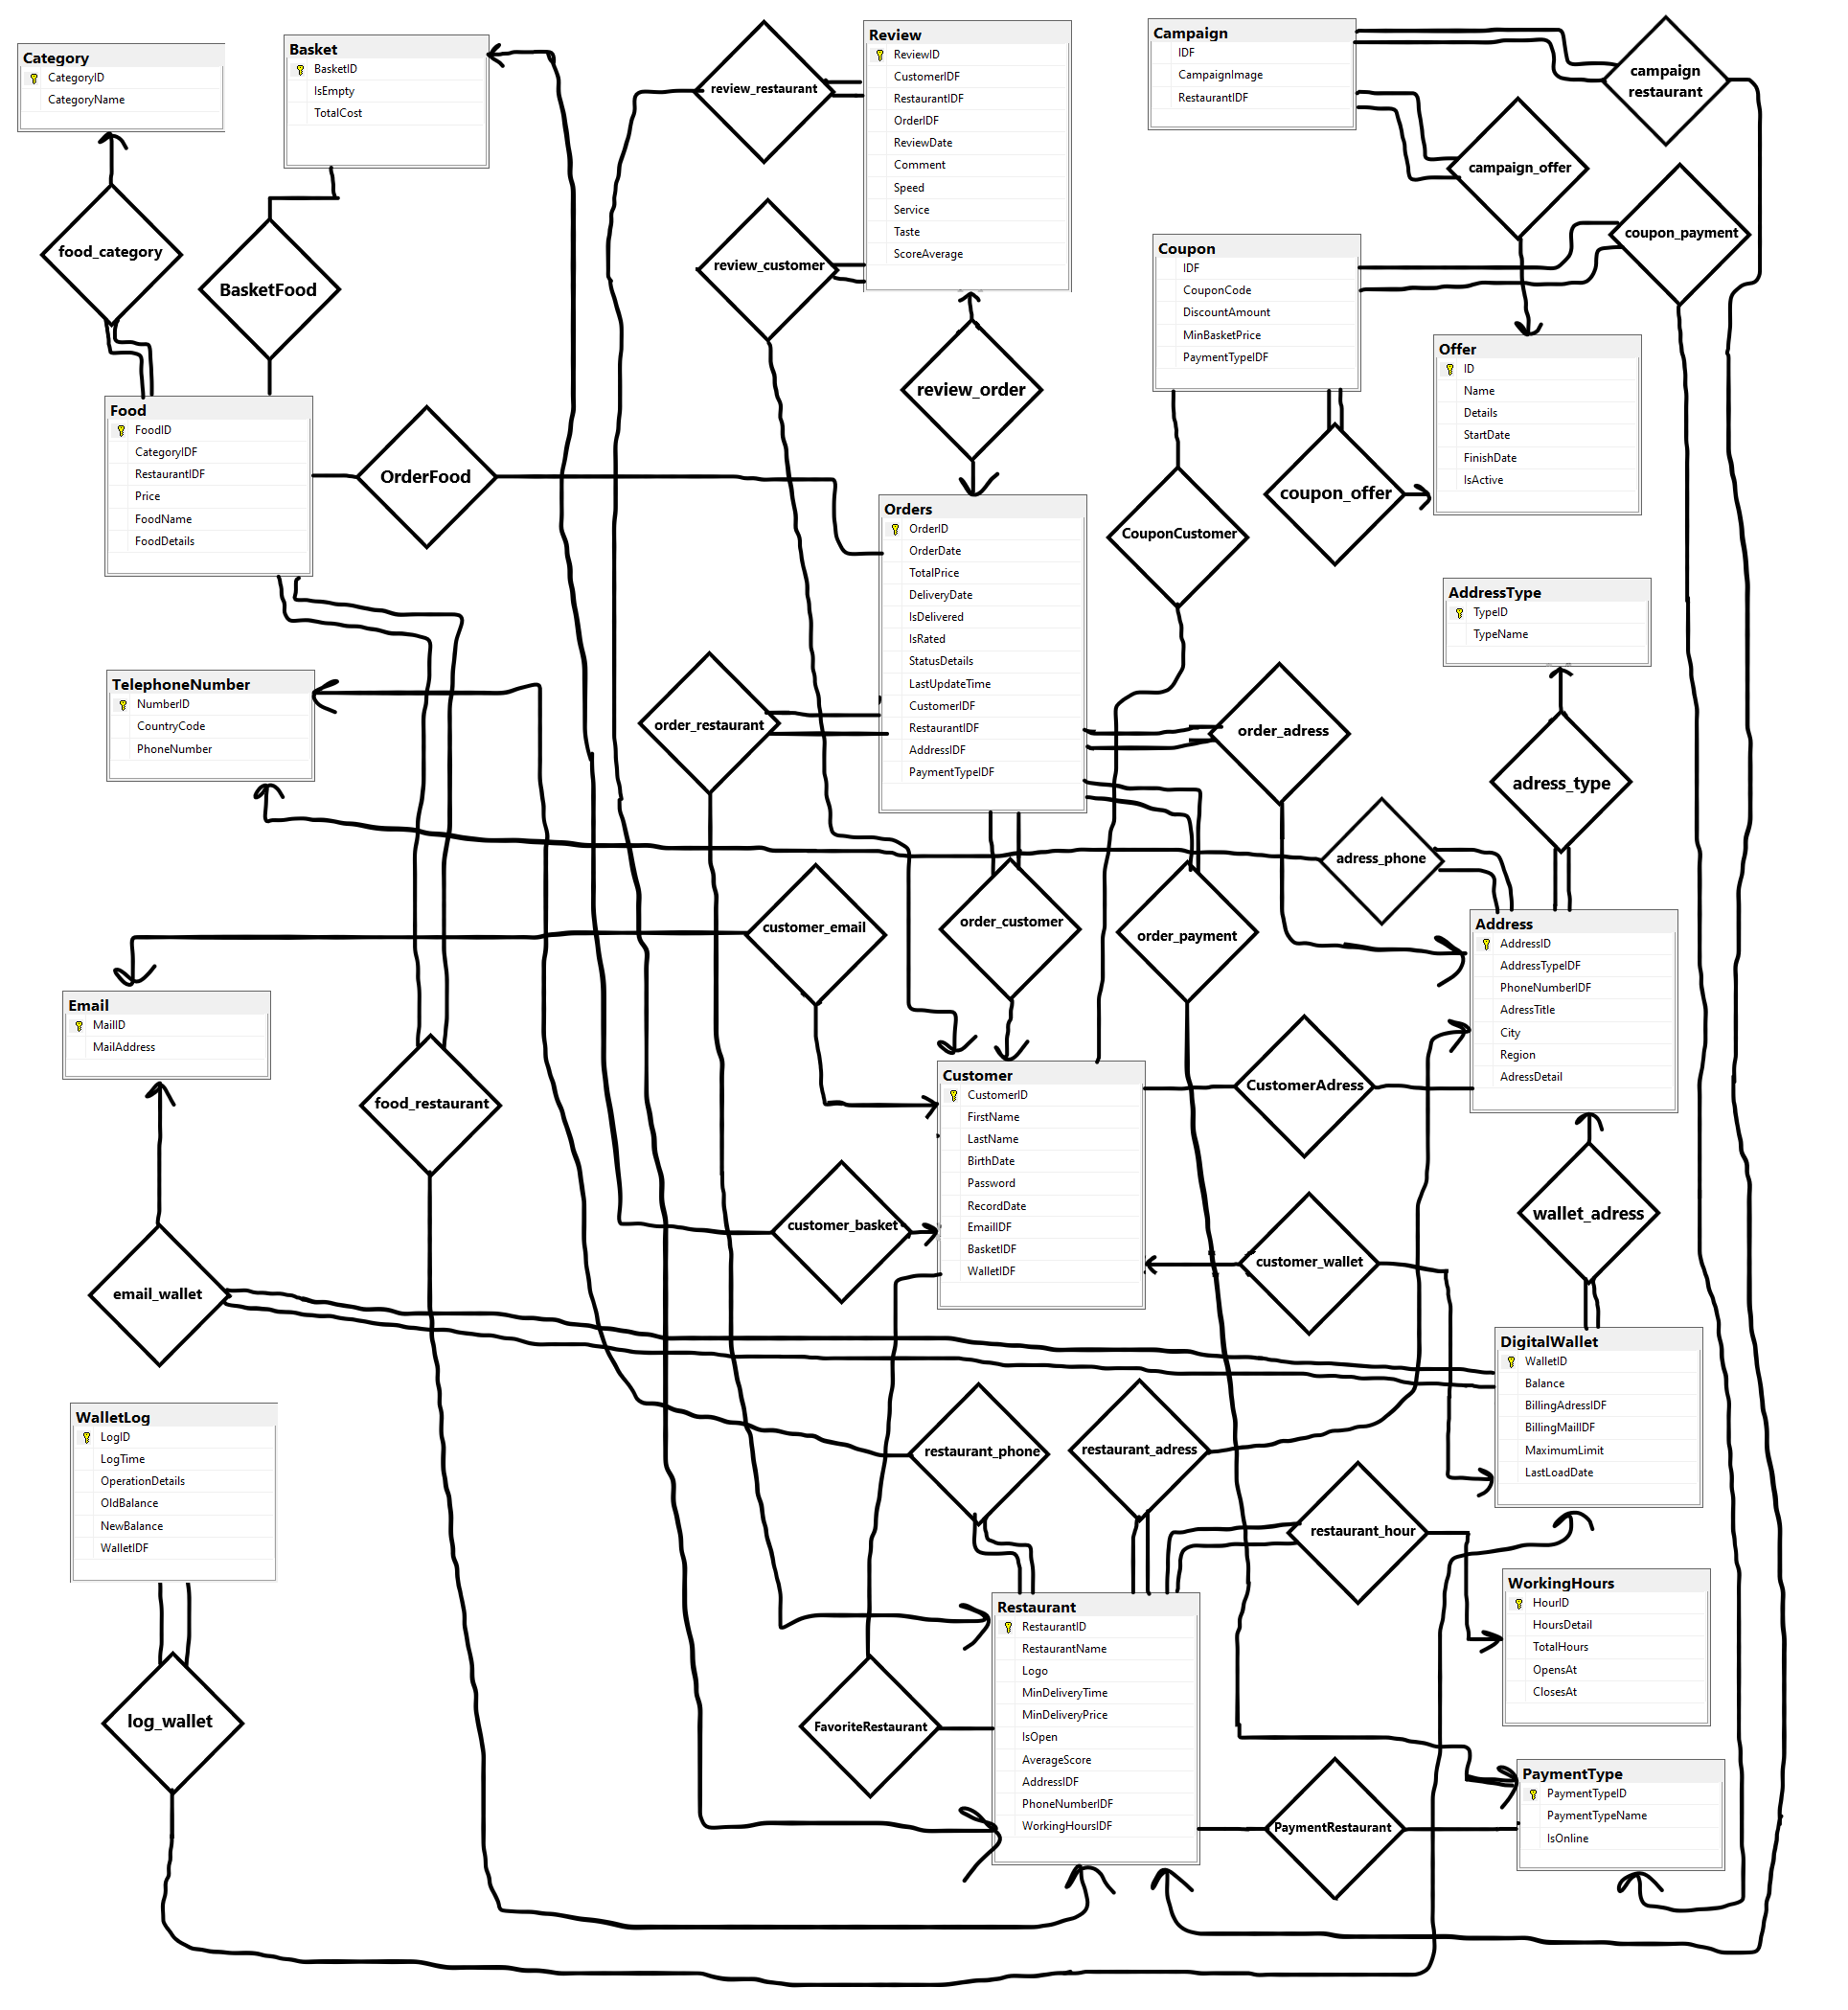 Category
CategoryID
CategoryName
Basket
BasketID
IsEmpty
TotalCost
review_restaurant
Review
ReviewID
CustomerIDF
RestaurantIDF
OrderIDF
ReviewDate
Comment
Speed
Service
Taste
ScoreAverage
Campaign
IDF
CampaignImage
RestaurantIDF
campaign
restaurant
campaign_offer
coupon_payment
food_category
BasketFood
review_customer
Coupon
IDF
CouponCode
DiscountAmount
MinBasketPrice
PaymentTypeIDF
Offer
ID
Name
Details
StartDate
FinishDate
IsActive
review_order
Food
FoodID
CategoryIDF
RestaurantIDF
Price
FoodName
FoodDetails
OrderFood
coupon_offer
CouponCustomer
Orders
OrderID
OrderDate
TotalPrice
DeliveryDate
IsDelivered
IsRated
StatusDetails
LastUpdateTime
CustomerIDF
RestaurantIDF
AddressIDF
PaymentTypeIDF
AddressType
TypeID
TypeName
TelephoneNumber
NumberID
CountryCode
PhoneNumber
order_restaurant
order_adress
adress_type
adress_phone
customer_email
order_customer
order_payment
Address
AddressID
AddressTypeIDF
PhoneNumberIDF
AdressTitle
City
Region
AdressDetail
Email
MailID
MailAddress
food_restaurant
Customer
CustomerID
FirstName
LastName
BirthDate
Password
RecordDate
EmailIDF
BasketIDF
WalletIDF
CustomerAdress
customer_basket
customer_wallet
wallet_adress
email_wallet
DigitalWallet
WalletID
Balance
BillingAdressIDF
BillingMailIDF
MaximumLimit
LastLoadDate
WalletLog
LogID
LogTime
OperationDetails
OldBalance
NewBalance
WalletIDF
restaurant_phone
restaurant_adress
restaurant_hour
WorkingHours
HourID
HoursDetail
TotalHours
OpensAt
ClosesAt
Restaurant
RestaurantID
RestaurantName
Logo
MinDeliveryTime
MinDeliveryPrice
IsOpen
AverageScore
AddressIDF
PhoneNumberIDF
WorkingHoursIDF
log_wallet
FavoriteRestaurant
PaymentType
PaymentTypeID
PaymentTypeName
IsOnline
PaymentRestaurant